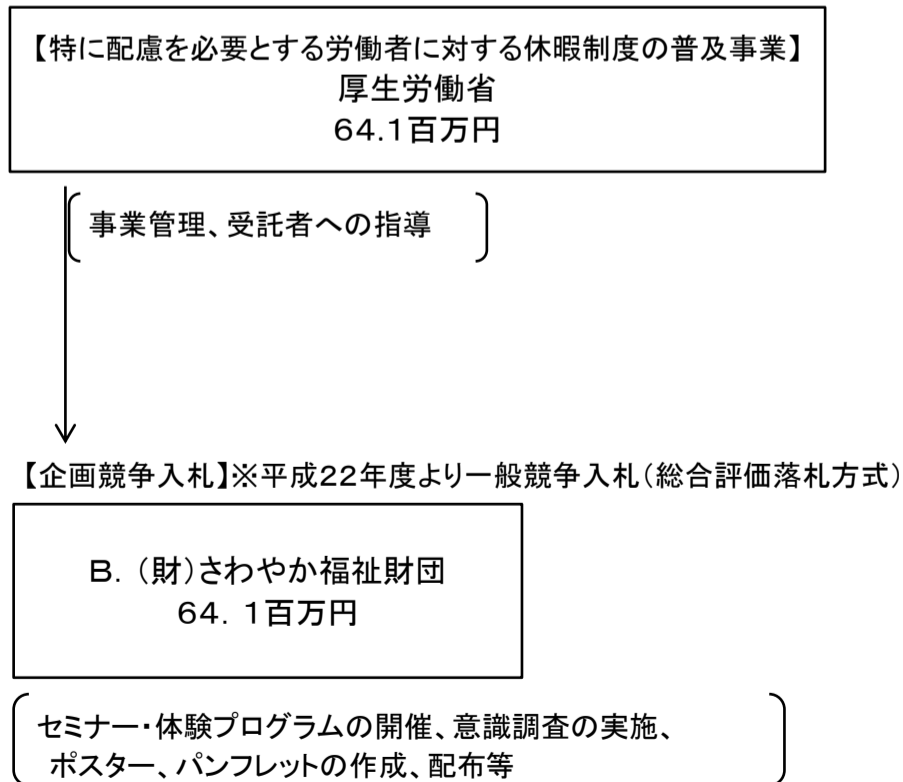 【特に配慮を必要とする労働者に対する休暇制度の普及事業】
厚生労働省
64.1百万円
事業管理、受託者への指導
【企画競争入札】※平成22年度より一般競争入札(総合評価落札方式)
B.(財)さわやか福祉財団
64.1百万円
セミナー・体験プログラムの開催、意識調査の実施、
ポスター、パンフレットの作成、配布等